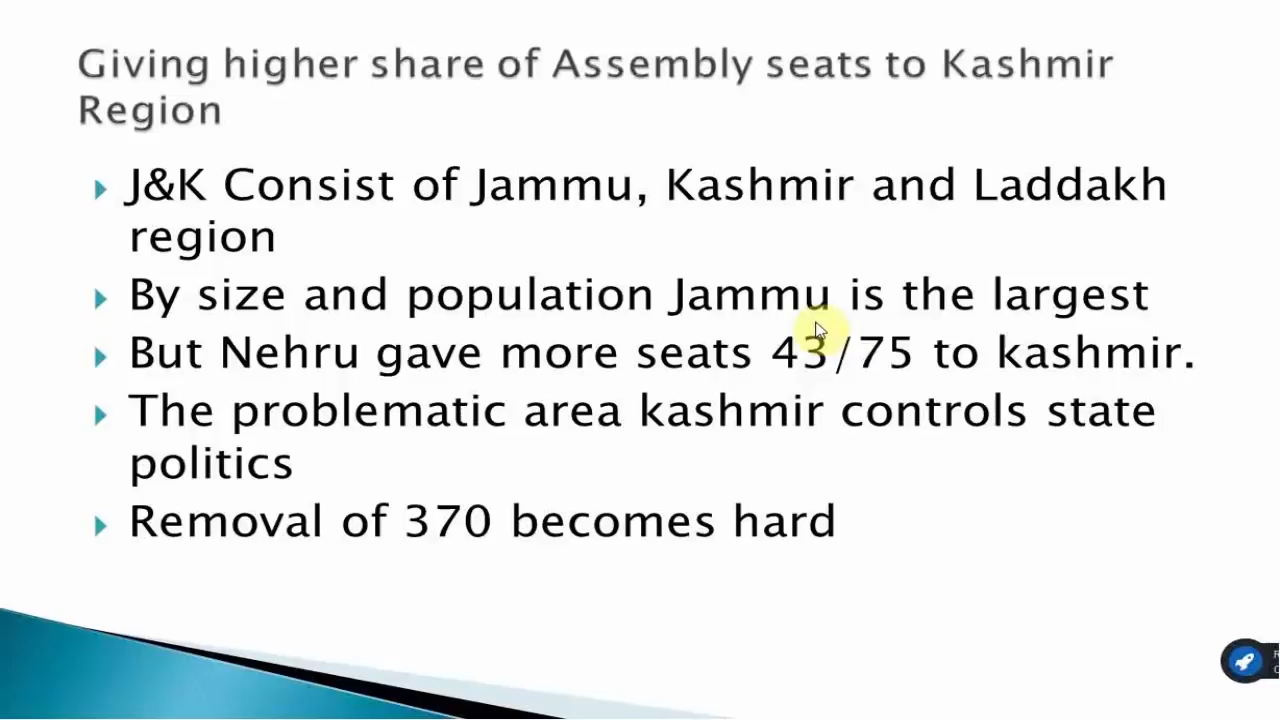 Giving higher share of Assembly seats to Kashmir
Region
J&K Consist of Jammu, Kashmir and Laddakh
region
By size and population Jammu is the largest
But Nehru gave more seats 43/75 to kashmir.
The problematic area kashmir controls state
politics
Removal of 370 becomes hard